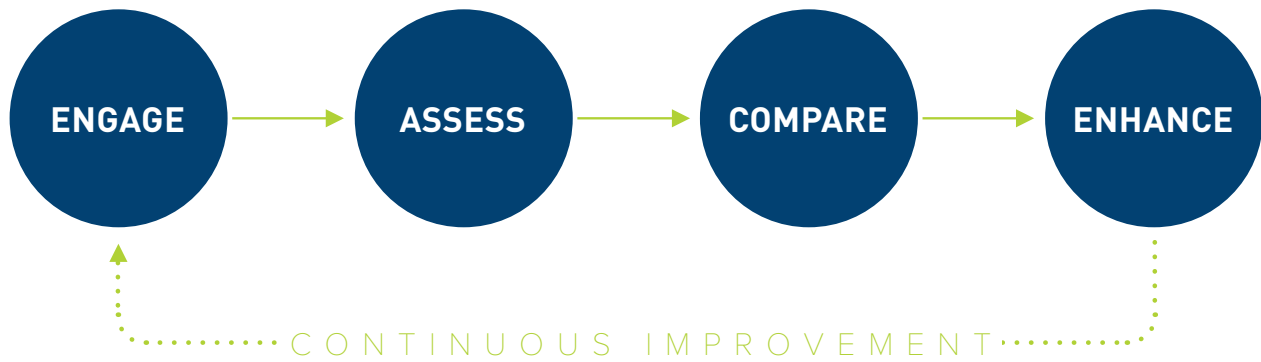 ENGAGE ASSESS COMPARE ENHANCE
CONTINUOUS IMPROVEMENT